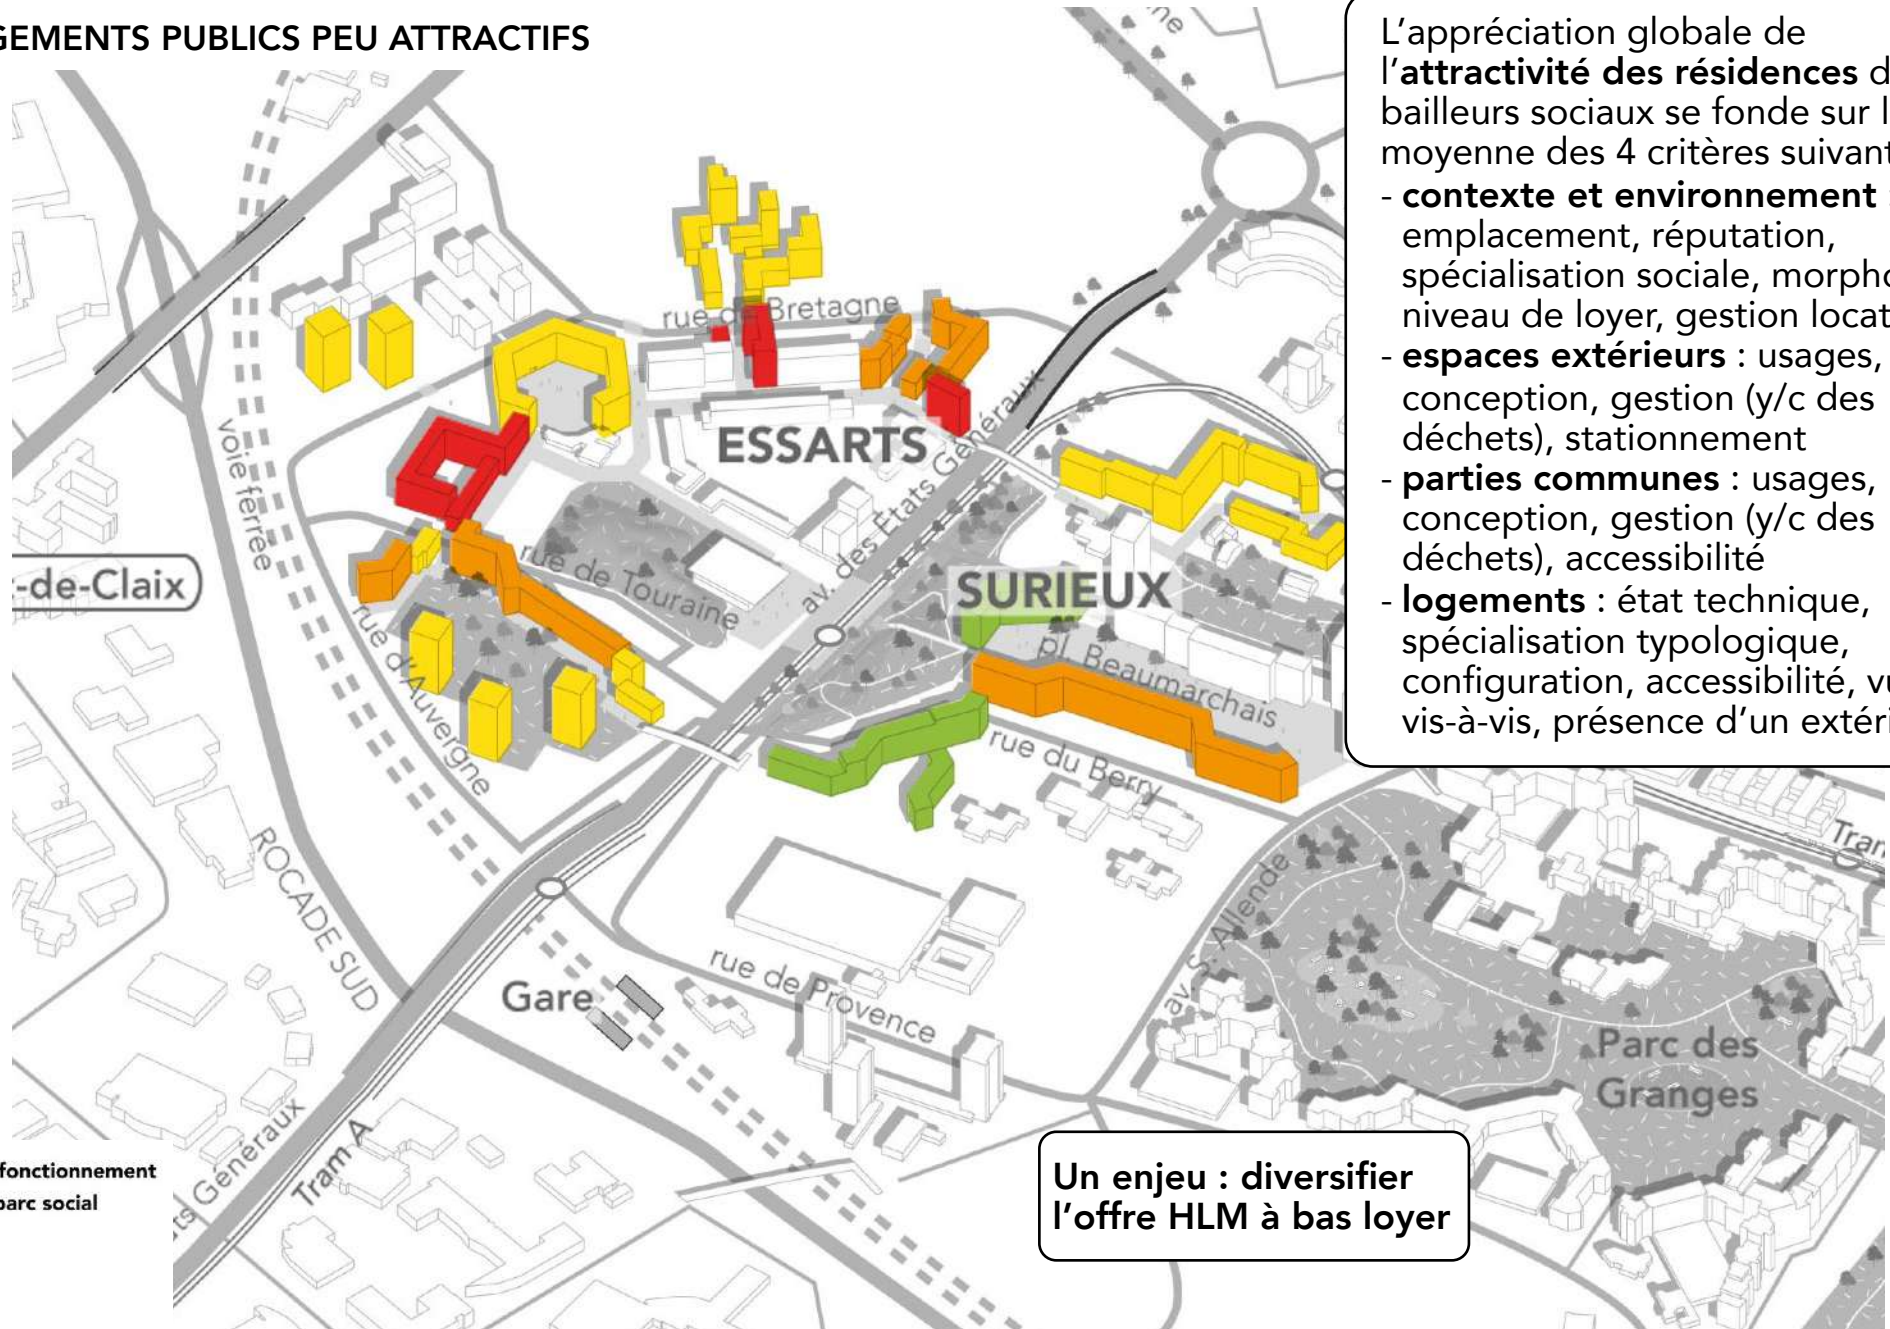 GEMENTS PUBLICS PEU ATTRACTIFS
L’appréciation globale de
l’attractivité des résidences d
bailleurs sociaux se fonde sur l
moyenne des 4 critères suivant
- contexte et environnement :
emplacement, réputation,
spécialisation sociale, morpho
niveau de loyer, gestion locat
- espaces extérieurs : usages,
conception, gestion (y/c des
déchets), stationnement
- parties communes : usages,
conception, gestion (y/c des
déchets), accessibilité
- logements : état technique,
spécialisation typologique,
configuration, accessibilité, vu
vis-à-vis, présence d’un extéri
rue de Bretagne
ESSARTS
voie ferrée
av. des Etats Généraux
-de-Claix
rue de Touraine
SURIEUX
pl. Beaumarchais
rue d'Auvergne
rue du Berry
ROCADE SUD
Tram
av. S. Allende
Gare
rue de Provence
Parc des
Granges
ts Généraux
Tram A
fonctionnement
parc social
Un enjeu : diversifier
l’offre HLM à bas loyer